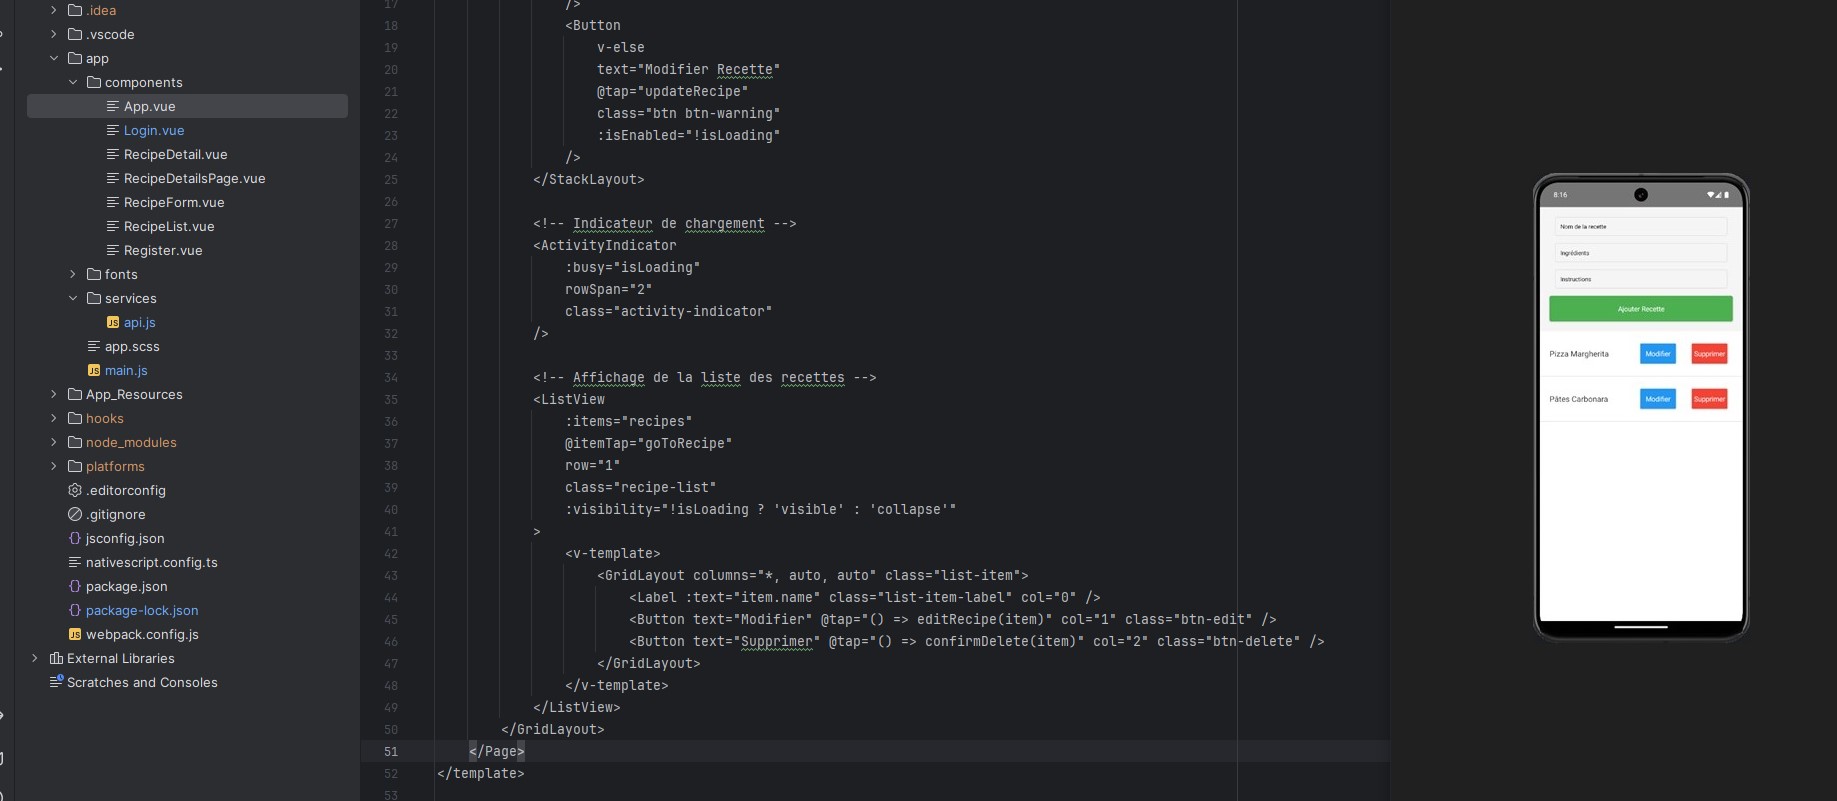 .idea
.vscode
app
components
App.vue
Login.vue
RecipeDetail.vue
RecipeDetailsPage.vue
RecipeForm.vue
RecipeList.vue
Register.vue
fonts
services
JS api.js
app.scss
JS main.js
App_Resources
hooks
node_modules
platforms
.editorconfig
.gitignore
{} jsconfig.json
nativescript.config.ts
{} package.json
{} package-lock.json
JS webpack.config.js
External Libraries
Scratches and Consoles
17 />
18 <Button
19 v-else
20 text="Modifier Recette"
21 @tap="updateRecipe"
22 class="btn btn-warning"
23 :isEnabled="!isLoading"
24 />
25 </StackLayout>
26
27 <!-- Indicateur de chargement -->
28 <ActivityIndicator
29 :busy="isLoading"
30 rowSpan="2"
31 class="activity-indicator"
32 />
33
34 <!-- Affichage de la liste des recettes -->
35 <ListView
36 :items="recipes"
37 @itemTap="goToRecipe"
38 row="1"
39 class="recipe-list"
40 :visibility="!isLoading ? 'visible' : 'collapse'"
41 >
42 <v-template>
43 <GridLayout columns="*, auto, auto" class="list-item">
44 <Label :text="item.name" class="list-item-label" col="0" />
45 <Button text="Modifier" @tap="() => editRecipe(item)" col="1" class="btn-edit" />
46 <Button text="Supprimer" @tap="() => confirmDelete(item)" col="2" class="btn-delete" />
47 </GridLayout>
48 </v-template>
49 </ListView>
50 </GridLayout>
51 </Page>
52 </template>
53
8:16
Nom de la recette
Ingrédients
Instructions
Ajouter Recette
Pizza Margherita Modifier Supprimer
Pâtes Carbonara Modifier Supprimer